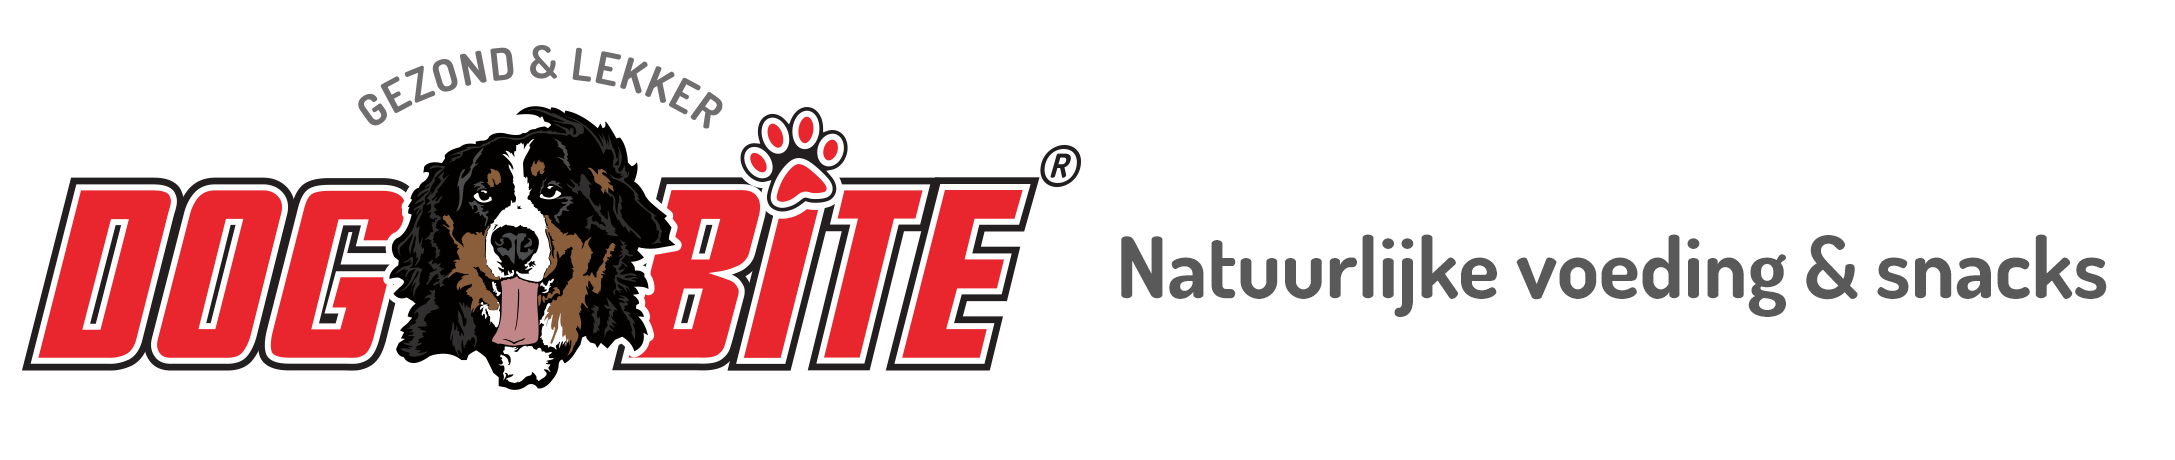 GEZOND & LEKKER
DOG BITE®
Natuurlijke voeding & snacks